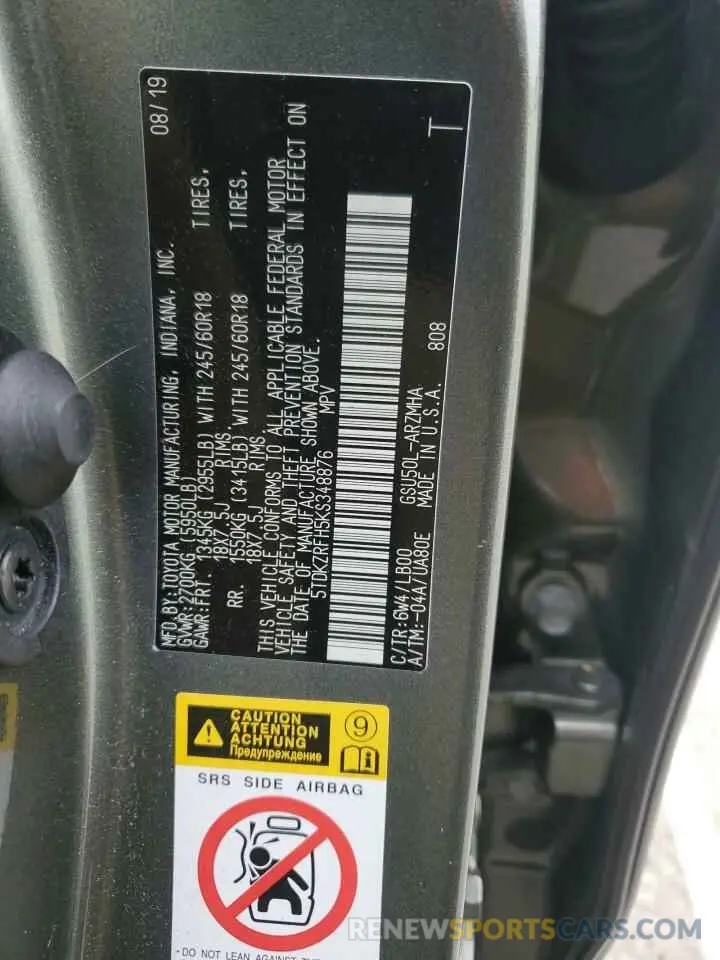 MFD BY:TOYOTA MOTOR MANUFACTURING, INDIANA, INC. 08/19
GVWR:2700KG (5950LB)
GAWR:FRT. 1345KG (2955LB) WITH 245/60R18 TIRES,
18X7.5J RIMS
RR. 1550KG (3415LB) WITH 245/60R18 TIRES,
18X7.5J RIMS
THIS VEHICLE CONFORMS TO ALL APPLICABLE FEDERAL MOTOR
VEHICLE SAFETY AND THEFT PREVENTION STANDARDS IN EFFECT ON
THE DATE OF MANUFACTURE SHOWN ABOVE.
5TDKZRFH5KS348876 MPV
T
C/TR:6W4/LB00 GSU50L-ARZMHA
A/TM:-04A/UA80E MADE IN U.S.A. 808
CAUTION
ATTENTION
ACHTUNG
Предупреждение
9
SRS SIDE AIRBAG
- DO NOT LEAN AGAINST
RENEWSPORTSCARS.COM